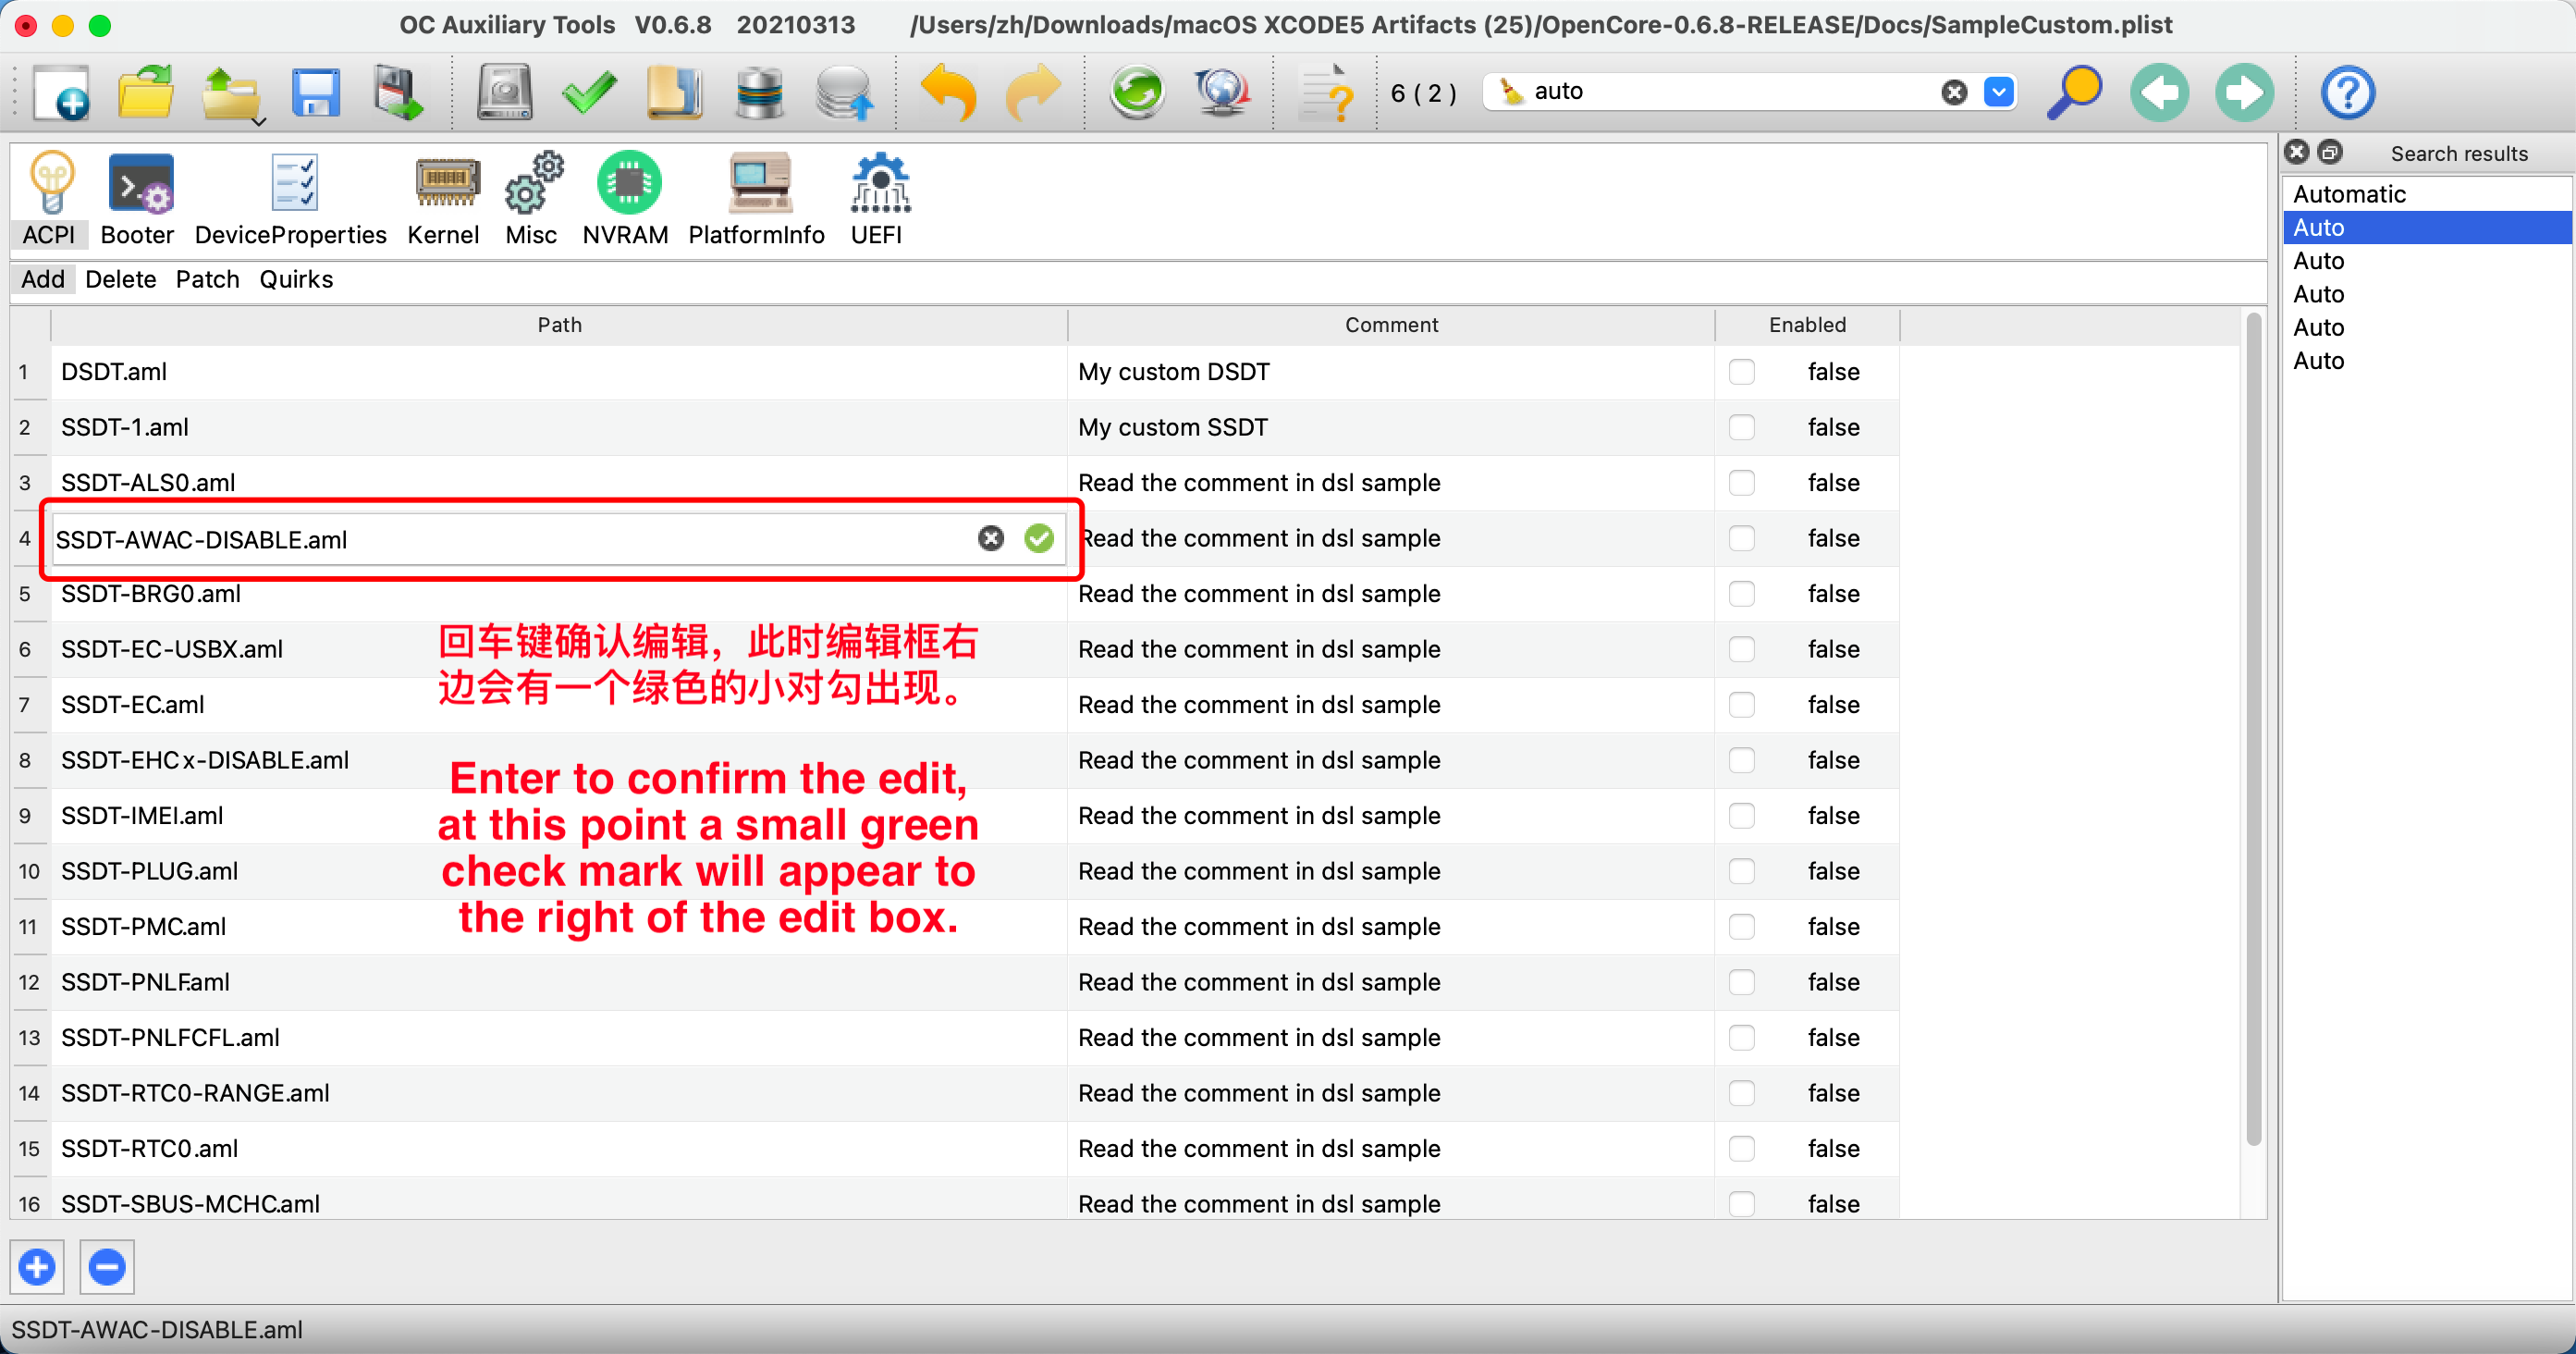 OC Auxiliary Tools V0.6.8 20210313 /Users/zh/Downloads/macOS XCODE5 Artifacts (25)/OpenCore-0.6.8-RELEASE/Docs/SampleCustom.plist
6 ( 2 ) auto
ACPI Booter DeviceProperties Kernel Misc NVRAM PlatformInfo UEFI
Add Delete Patch Quirks
Path Comment Enabled
1 DSDT.aml My custom DSDT false
2 SSDT-1.aml My custom SSDT false
3 SSDT-ALS0.aml Read the comment in dsl sample false
4 SSDT-AWAC-DISABLE.aml Read the comment in dsl sample false
5 SSDT-BRG0.aml Read the comment in dsl sample false
6 SSDT-EC-USBX.aml Read the comment in dsl sample false
7 SSDT-EC.aml Read the comment in dsl sample false
8 SSDT-EHCx-DISABLE.aml Read the comment in dsl sample false
9 SSDT-IMEI.aml Read the comment in dsl sample false
10 SSDT-PLUG.aml Read the comment in dsl sample false
11 SSDT-PMC.aml Read the comment in dsl sample false
12 SSDT-PNLF.aml Read the comment in dsl sample false
13 SSDT-PNLFCFL.aml Read the comment in dsl sample false
14 SSDT-RTC0-RANGE.aml Read the comment in dsl sample false
15 SSDT-RTC0.aml Read the comment in dsl sample false
16 SSDT-SBUS-MCHC.aml Read the comment in dsl sample false
回车键确认编辑，此时编辑框右
边会有一个绿色的小对勾出现。
Enter to confirm the edit,
at this point a small green
check mark will appear to
the right of the edit box.
Search results
Automatic
Auto
Auto
Auto
Auto
Auto
SSDT-AWAC-DISABLE.aml